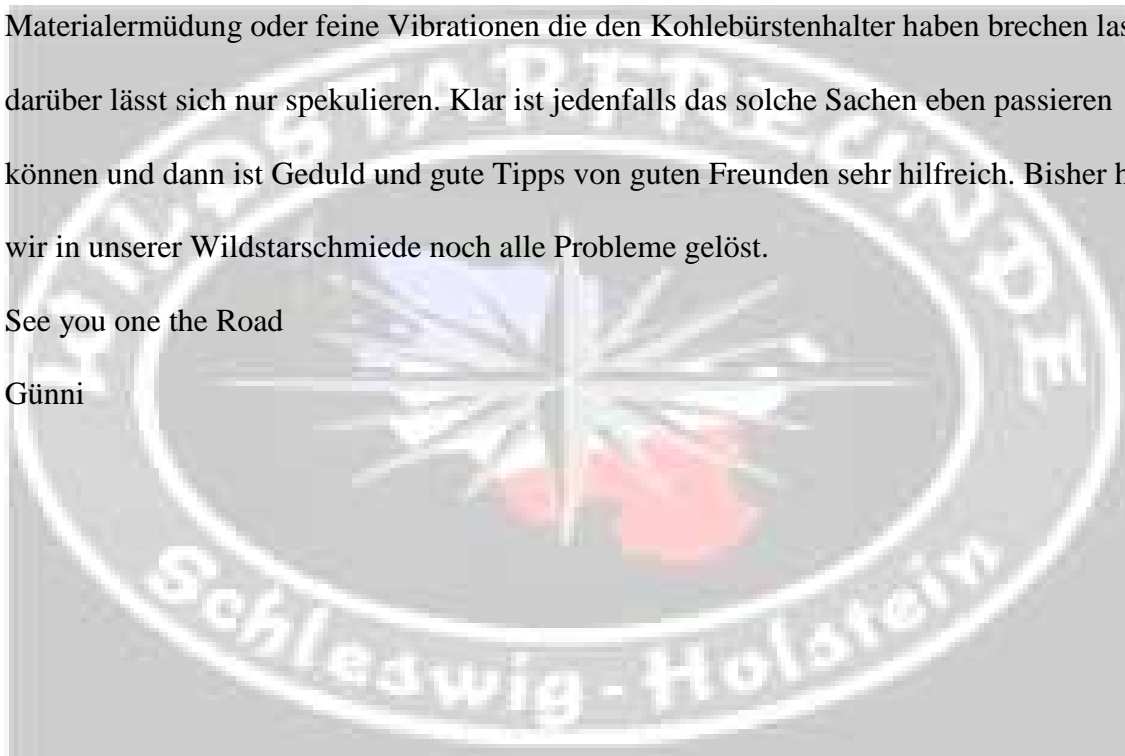 Materialermüdung oder feine Vibrationen die den Kohlebürstenhalter haben brechen
darüber lässt sich nur spekulieren. Klar ist jedenfalls das solche Sachen eben passieren
können und dann ist Geduld und gute Tipps von guten Freunden sehr hilfreich. Bisher
wir in unserer Wildstarschmiede noch alle Probleme gelöst.
See you one the Road
Günni
WILDSTARFREUNDE
Schleswig-Holstein